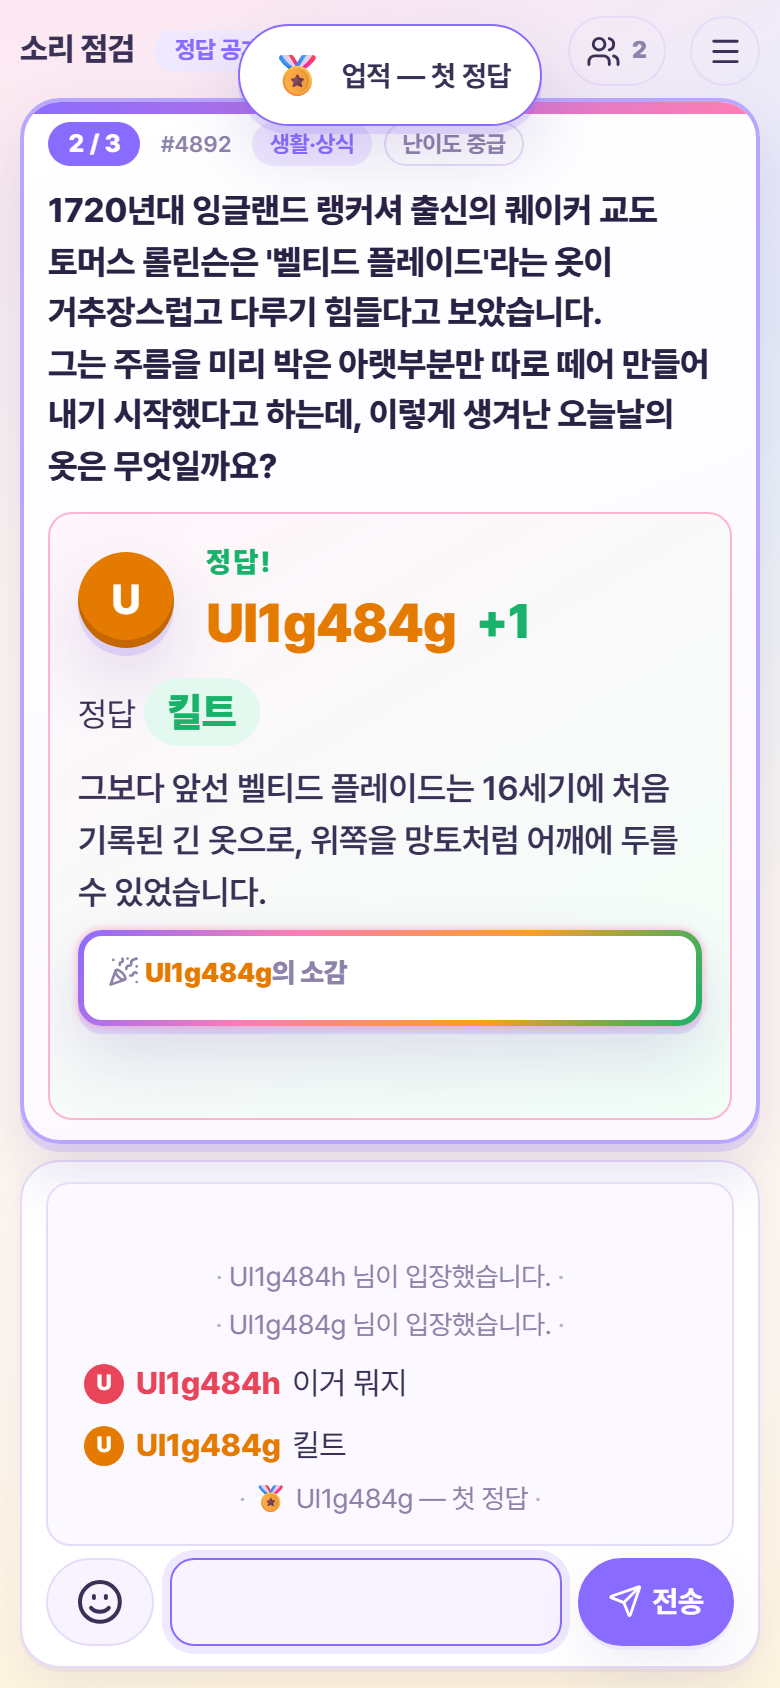 소리 점검
정답 공
업적 — 첫 정답
2
2 / 3 #4892 생활·상식 난이도 중급
1720년대 잉글랜드 랭커셔 출신의 퀘이커 교도
토머스 롤린슨은 '벨티드 플레이드'라는 옷이
거추장스럽고 다루기 힘들다고 보았습니다.
그는 주름을 미리 박은 아랫부분만 따로 떼어 만들어
내기 시작했다고 하는데, 이렇게 생겨난 오늘날의
옷은 무엇일까요?
U
정답!
UI1g484g +1
정답 킬트
그보다 앞선 벨티드 플레이드는 16세기에 처음
기록된 긴 옷으로, 위쪽을 망토처럼 어깨에 두를
수 있었습니다.
UI1g484g의 소감
· UI1g484h 님이 입장했습니다. ·
· UI1g484g 님이 입장했습니다. ·
U UI1g484h 이거 뭐지
U UI1g484g 킬트
· UI1g484g — 첫 정답 ·
전송